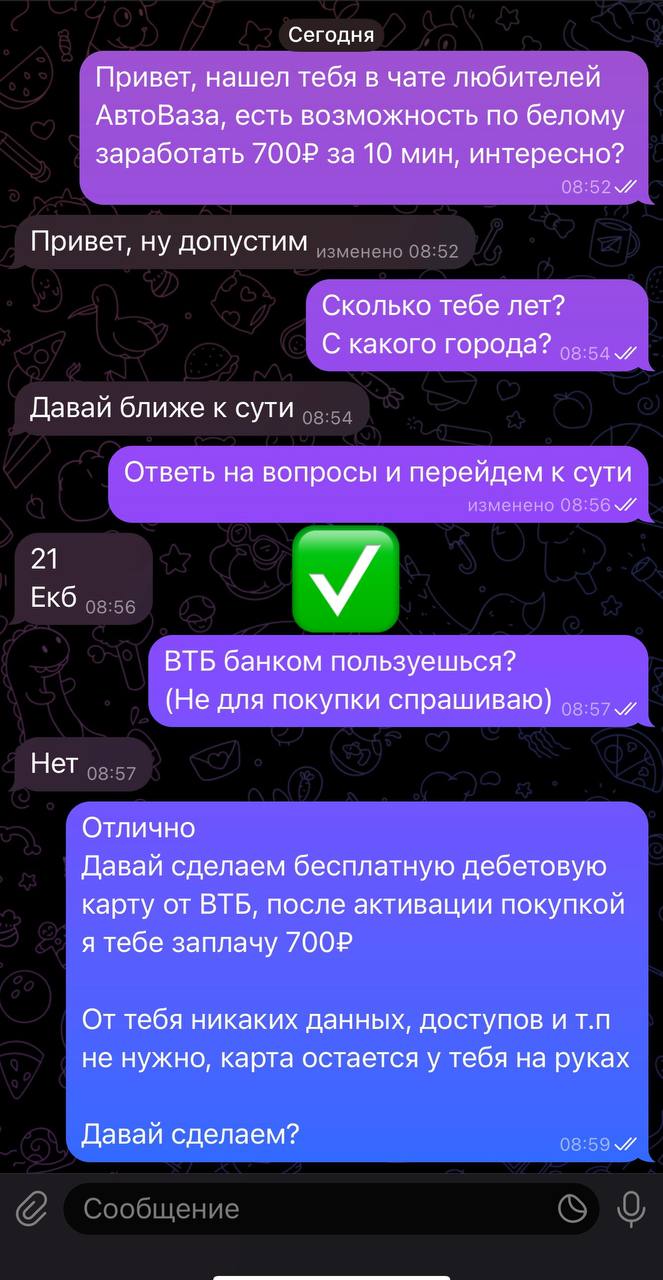 Сегодня
Привет, нашел тебя в чате любителей
АвтоВаза, есть возможность по белому
заработать 700₽ за 10 мин, интересно?
08:52
Привет, ну допустим изменено 08:52
Сколько тебе лет?
С какого города? 08:54
Давай ближе к сути 08:54
Ответь на вопросы и перейдем к сути
изменено 08:56
21
Екб 08:56
ВТБ банком пользуешься?
(Не для покупки спрашиваю) 08:57
Нет 08:57
Отлично
Давай сделаем бесплатную дебетовую
карту от ВТБ, после активации покупкой
я тебе заплачу 700₽
От тебя никаких данных, доступов и т.п
не нужно, карта остается у тебя на руках
Давай сделаем? 08:59
Сообщение